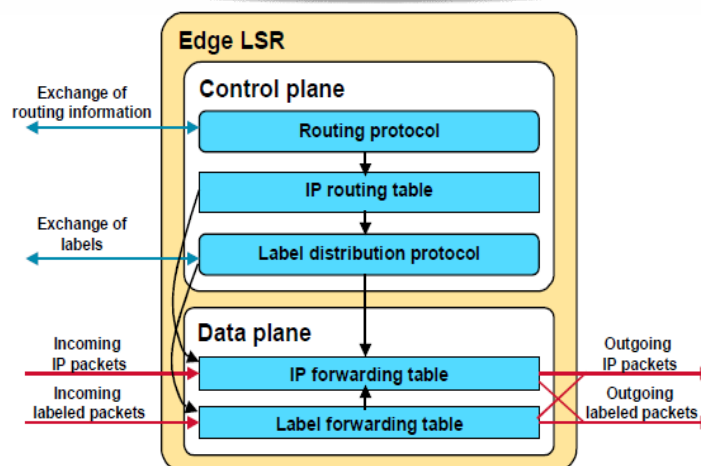 Edge LSR
Control plane
Exchange of
routing information
Routing protocol
IP routing table
Exchange of
labels
Label distribution protocol
Data plane
Incoming
IP packets
IP forwarding table
Outgoing
IP packets
Incoming
labeled packets
Label forwarding table
Outgoing
labeled packets